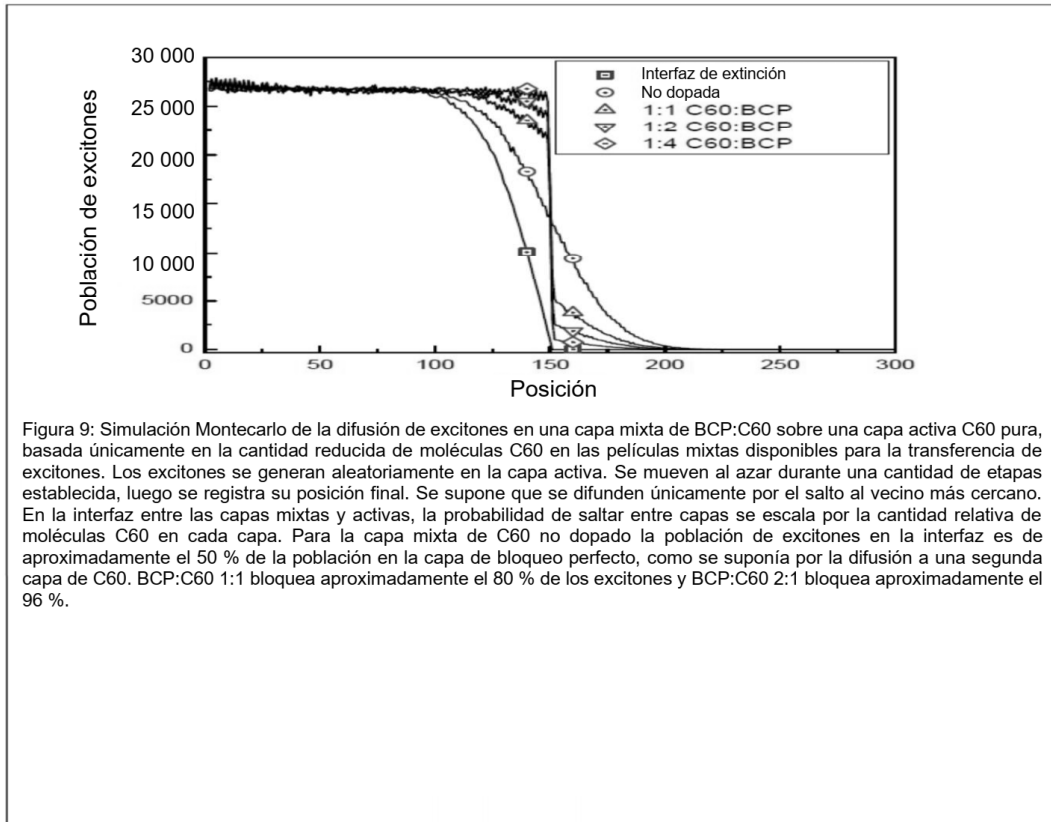 30 000
25 000
20 000
15 000
10 000
5000
0
Población de excitones
Interfaz de extinción
No dopada
1:1 C60:BCP
1:2 C60:BCP
1:4 C60:BCP
0 50 100 150 200 250 300
Posición
Figura 9: Simulación Montecarlo de la difusión de excitones en una capa mixta de BCP:C60 sobre una capa activa C60 pura,
basada únicamente en la cantidad reducida de moléculas C60 en las películas mixtas disponibles para la transferencia de
excitones. Los excitones se generan aleatoriamente en la capa activa. Se mueven al azar durante una cantidad de etapas
establecida, luego se registra su posición final. Se supone que se difunden únicamente por el salto al vecino más cercano.
En la interfaz entre las capas mixtas y activas, la probabilidad de saltar entre capas se escala por la cantidad relativa de
moléculas C60 en cada capa. Para la capa mixta de C60 no dopado la población de excitones en la interfaz es de
aproximadamente el 50 % de la población en la capa de bloqueo perfecto, como se suponía por la difusión a una segunda
capa de C60. BCP:C60 1:1 bloquea aproximadamente el 80 % de los excitones y BCP:C60 2:1 bloquea aproximadamente el
96 %.